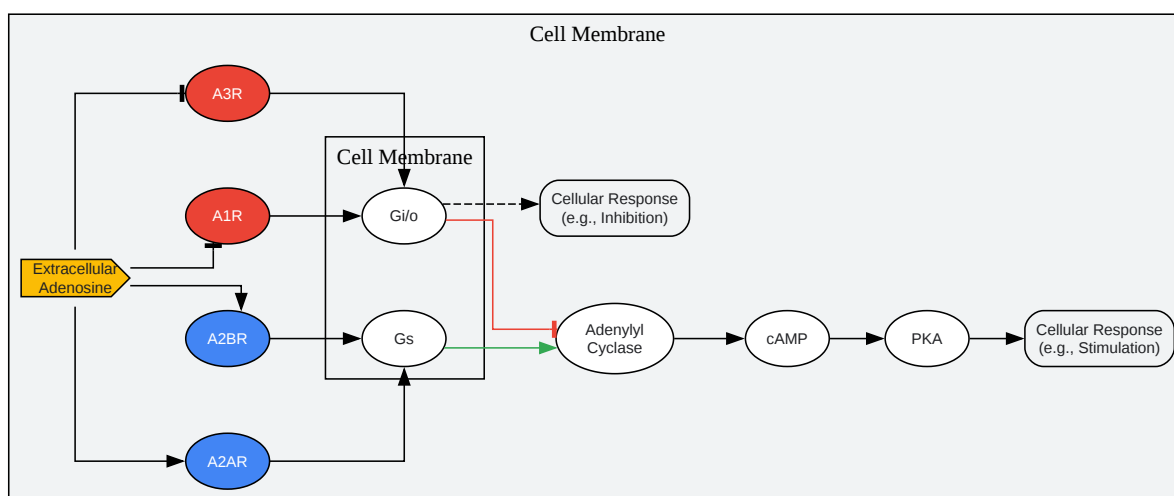 Cell Membrane
A3R
Cell Membrane
A1R
Gi/o
Cellular Response
(e.g., Inhibition)
Extracellular
Adenosine
A2BR
Gs
Adenylyl
Cyclase
cAMP
PKA
Cellular Response
(e.g., Stimulation)
A2AR